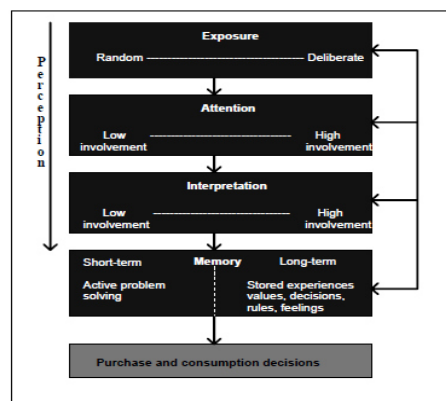 Perception
Exposure
Random ---------------------------------------- Deliberate
Attention
Low involvement ---------------------------------------- High involvement
Interpretation
Low involvement ---------------------------------------- High involvement
Short-term Memory Long-term
Active problem solving
Stored experiences
values, decisions,
rules, feelings
Purchase and consumption decisions